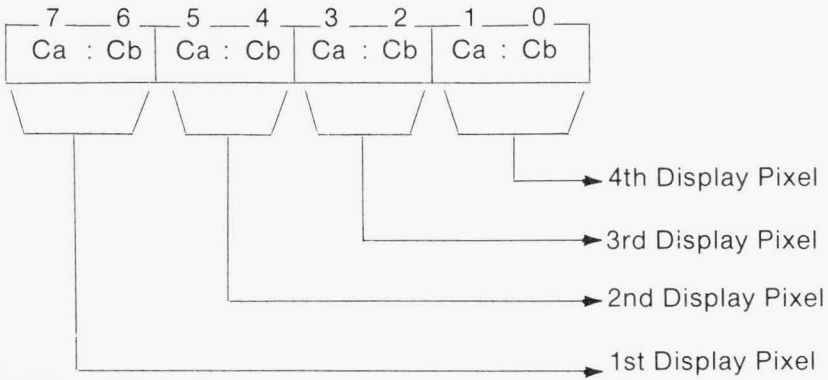 7 6 5 4 3 2 1 0
Ca : Cb Ca : Cb Ca : Cb Ca : Cb
4th Display Pixel
3rd Display Pixel
2nd Display Pixel
1st Display Pixel